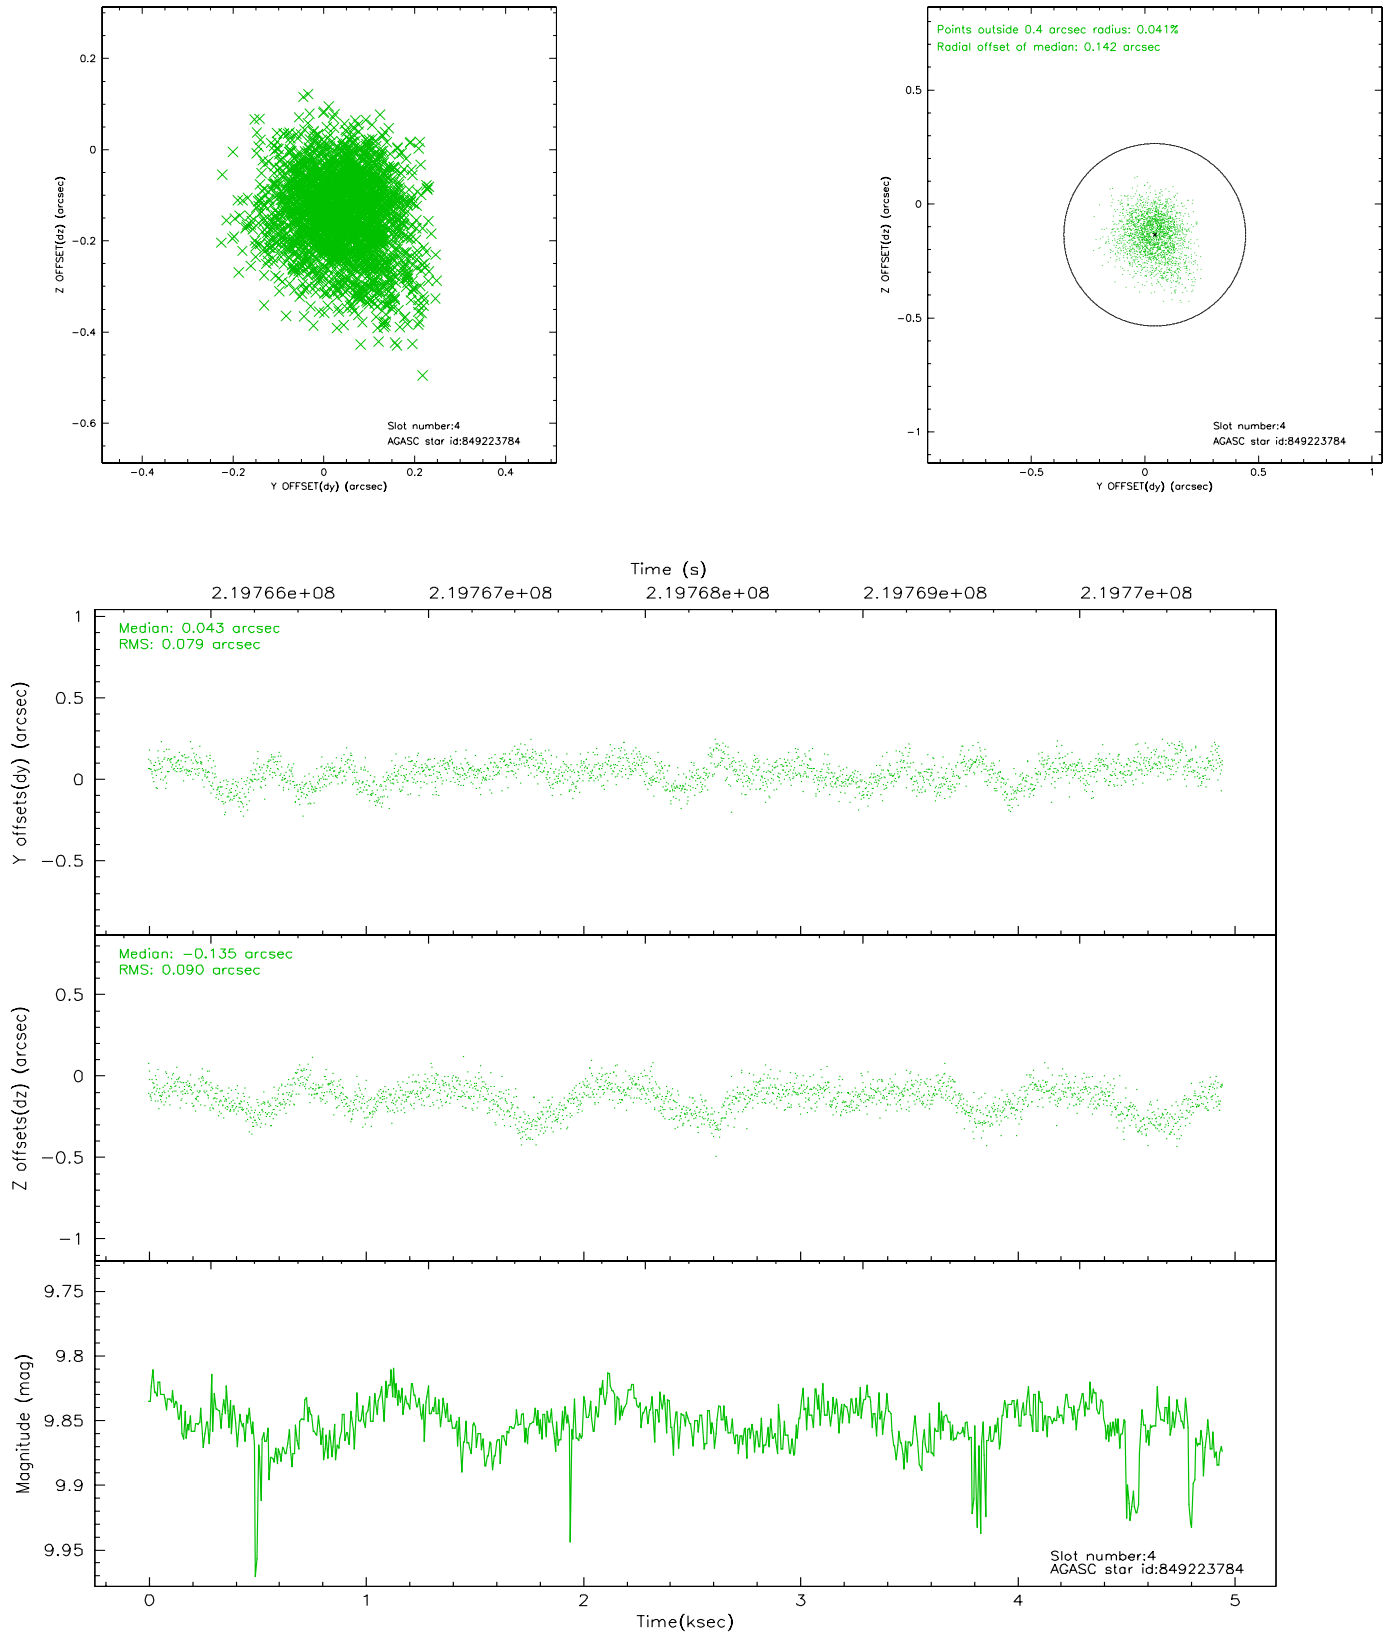 0.2
0
-0.2
-0.4
-0.6
Z OFFSET(dz) (arcsec)
Slot number:4
AGASC star id:849223784
-0.4 -0.2 0 0.2 0.4
Y OFFSET(dy) (arcsec)
Points outside 0.4 arcsec radius: 0.041%
Radial offset of median: 0.142 arcsec
0.5
0
-0.5
-1
Z OFFSET(dz) (arcsec)
Slot number:4
AGASC star id:849223784
-0.5 0 0.5 1
Y OFFSET(dy) (arcsec)
Time (s)
2.19766e+08 2.19767e+08 2.19768e+08 2.19769e+08 2.1977e+08
Median: 0.043 arcsec
RMS: 0.079 arcsec
1
0.5
0
-0.5
Y offsets(dy) (arcsec)
Median: -0.135 arcsec
RMS: 0.090 arcsec
0.5
0
-0.5
-1
Z offsets(dz) (arcsec)
9.75
9.8
9.85
9.9
9.95
Magnitude (mag)
Slot number:4
AGASC star id:849223784
0 1 2 3 4 5
Time(ksec)